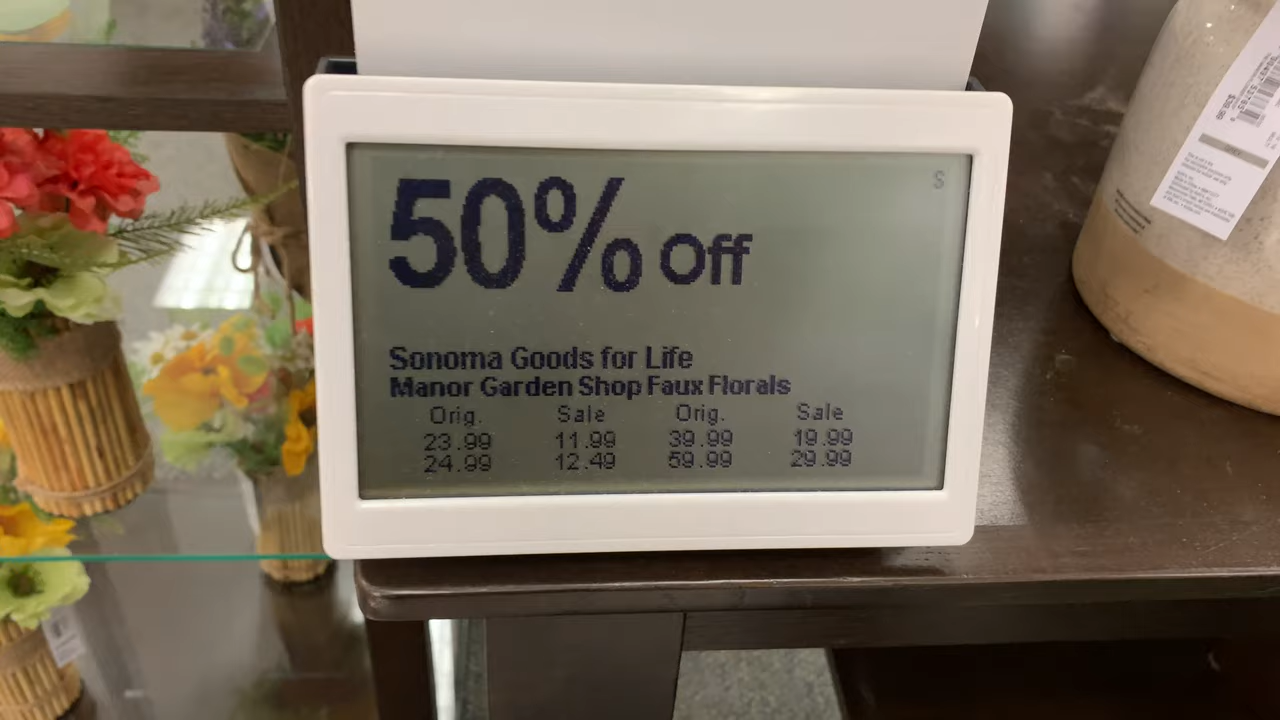 50% Off
S
Sonoma Goods for Life
Manor Garden Shop Faux Florals
Orig. Sale Orig. Sale
23.99 11.99 39.99 19.99
24.99 12.49 59.99 29.99